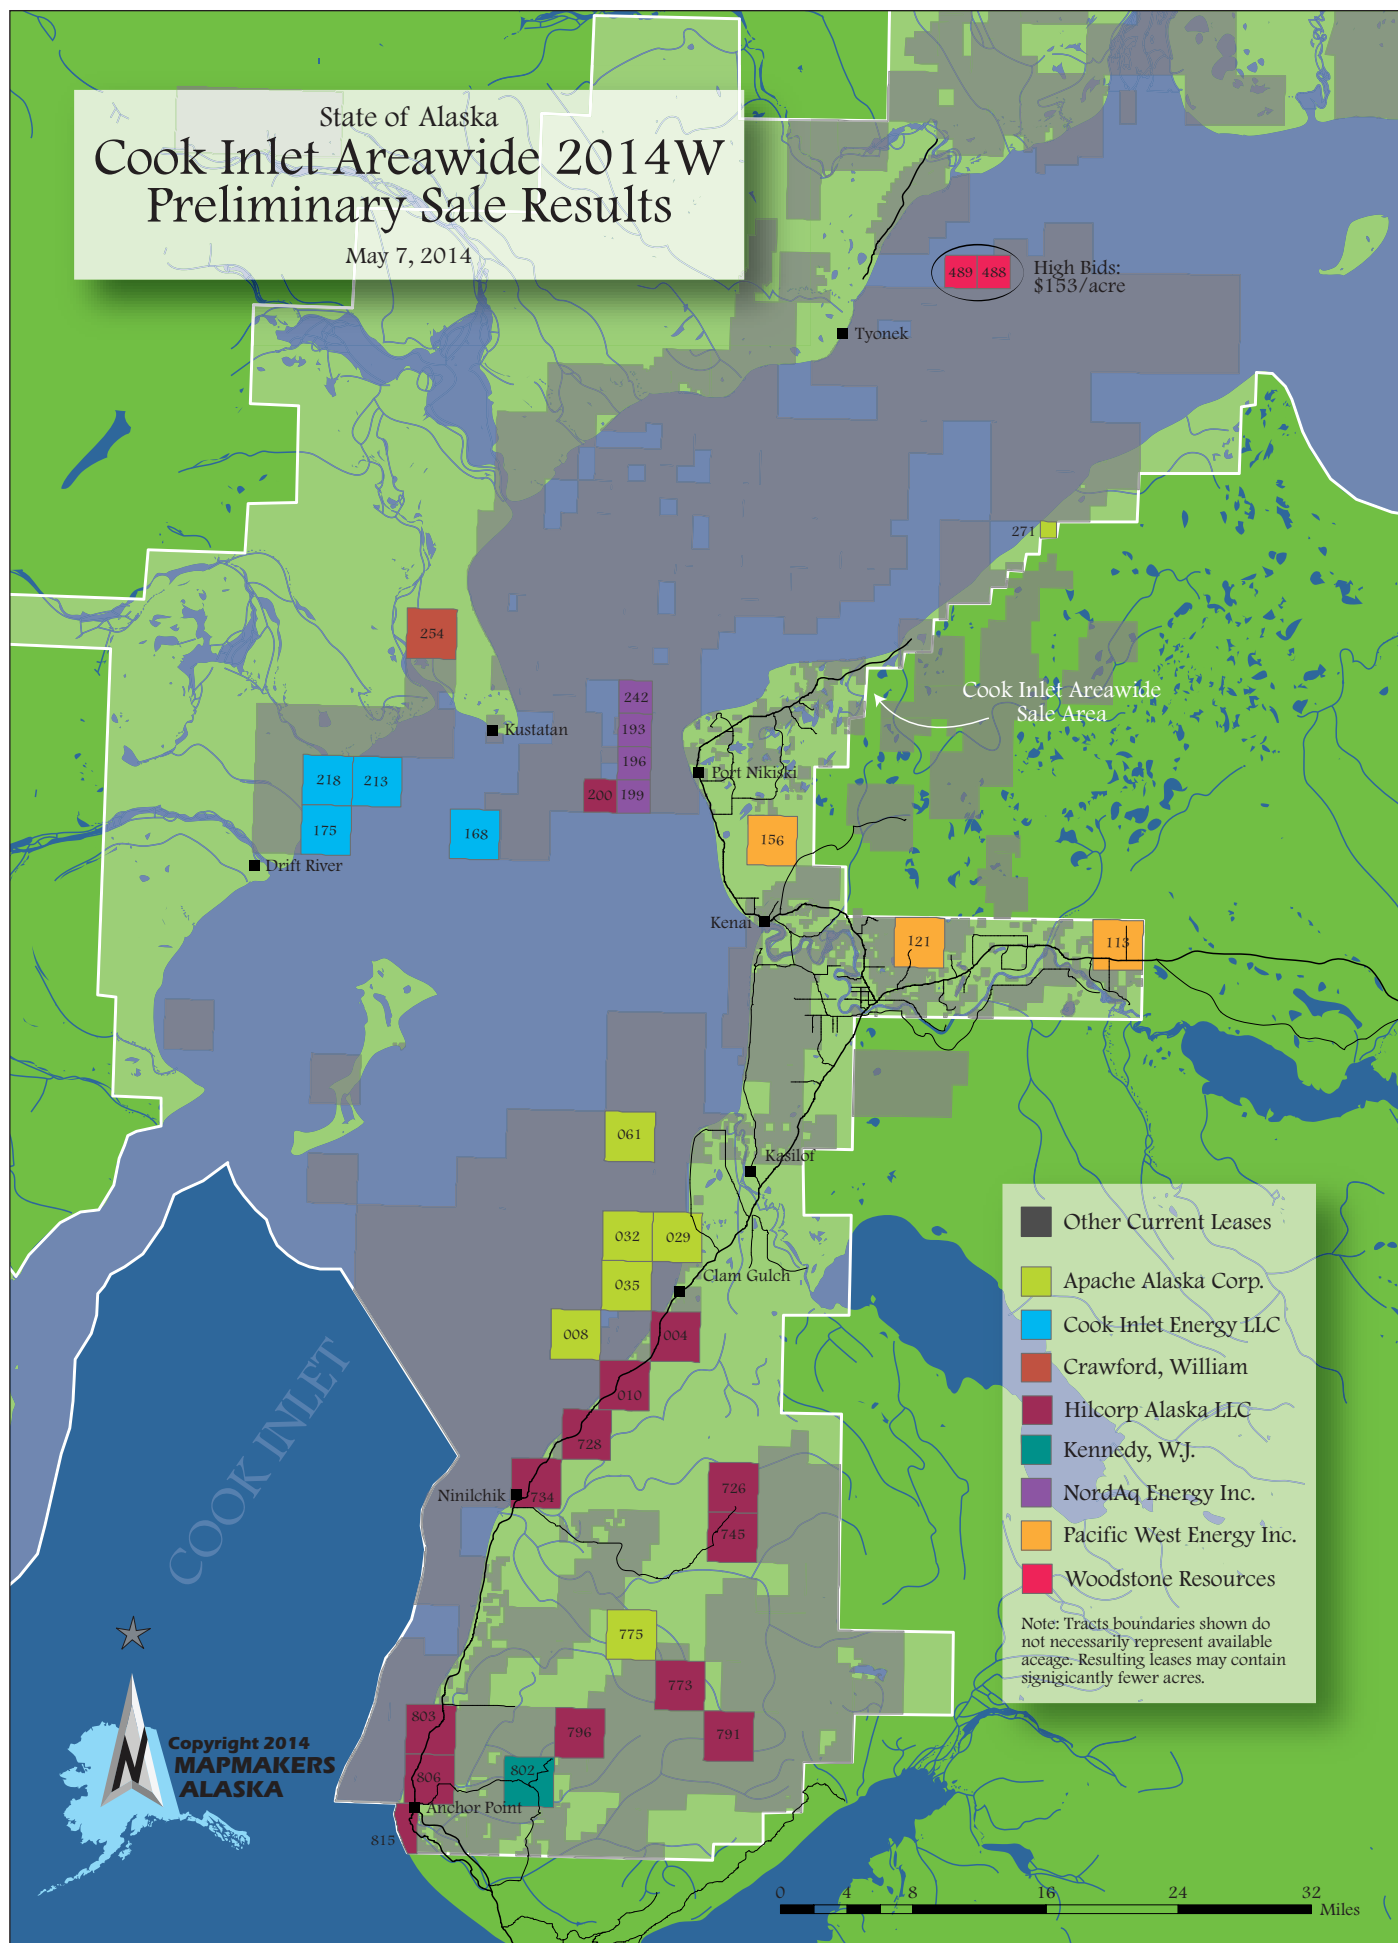 State of Alaska
Cook Inlet Areawide 2014W
Preliminary Sale Results
May 7, 2014
489 488
High Bids:
$153/acre
Tyonek
271
254
Cook Inlet Areawide
Sale Area
242
Kustatan
193
196
Port Nikiski
218 213
200 199
175
168
156
Drift River
Kenai
121
113
061
Kasilof
032 029
Clam Gulch
035
008
004
010
728
Ninilchik
734
726
745
COOK INLET
775
773
803
796
791
802
806
Anchor Point
815
Other Current Leases
Apache Alaska Corp.
Cook Inlet Energy LLC
Crawford, William
Hilcorp Alaska LLC
Kennedy, W.J.
NordAq Energy Inc.
Pacific West Energy Inc.
Woodstone Resources
Note: Tracts boundaries shown do
not necessarily represent available
aceage. Resulting leases may contain
signigicantly fewer acres.
N
Copyright 2014
MAPMAKERS
ALASKA
0 4 8 16 24 32
Miles